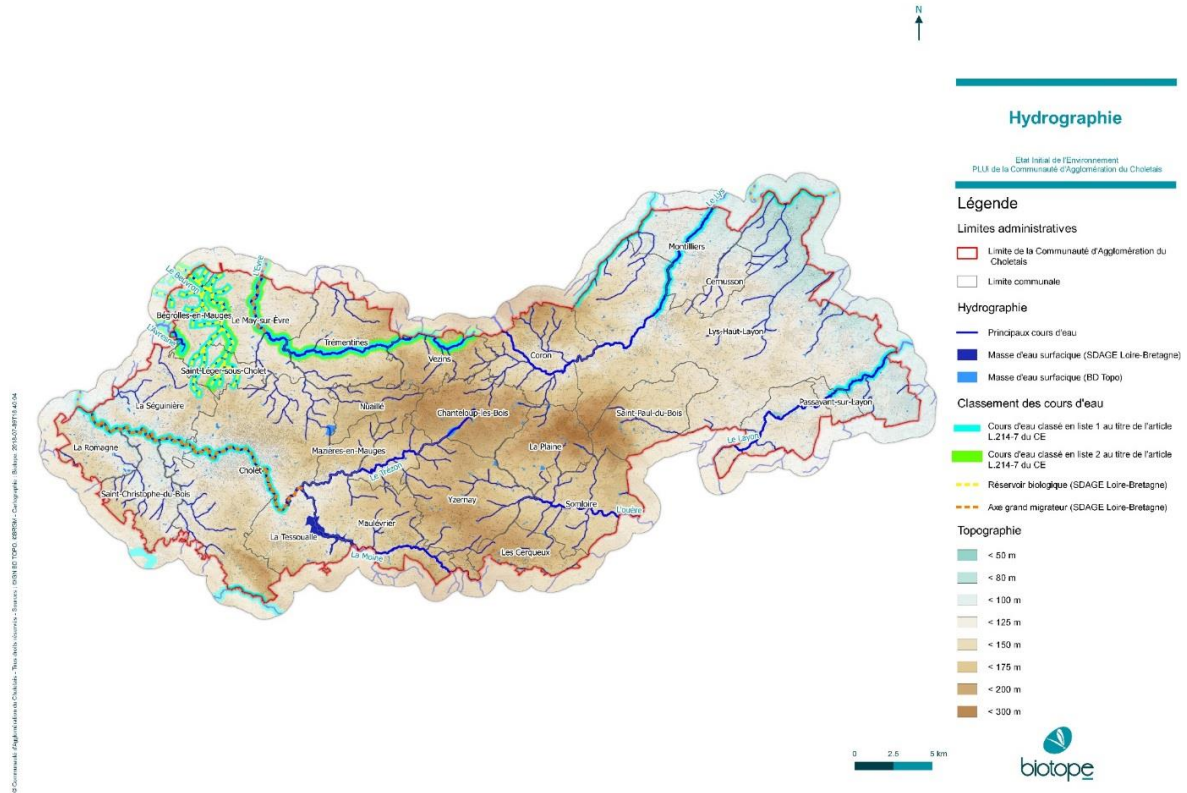 N
Hydrographie
Etat Initial de l'Environnement
PLUi de la Communauté d'Agglomération du Choletais
Légende
Limites administratives
Limite de la Communauté d'Agglomération du
Choletais
Limite communale
Hydrographie
Principaux cours d'eau
Masse d'eau surfacique (SDAGE Loire-Bretagne)
Masse d'eau surfacique (BD Topo)
Classement des cours d'eau
Cours d'eau classé en liste 1 au titre de l'article
L.214-7 du CE
Cours d'eau classé en liste 2 au titre de l'article
L.214-7 du CE
Réservoir biologique (SDAGE Loire-Bretagne)
Axe grand migrateur (SDAGE Loire-Bretagne)
Topographie
< 50 m
< 80 m
< 100 m
< 125 m
< 150 m
< 175 m
< 200 m
< 300 m
0 2.5 5 km
biotope
Le Lys
Montilliers
Cernusson
Lys-Haut-Layon
L'Èvre
Le Beuvron
Bégrolles-en-Mauges
Le May-sur-Èvre
Trémentines
Vezins
Coron
Saint-Léger-sous-Cholet
La Séguinière
Nuaillé
Chanteloup-les-Bois
Saint-Paul-du-Bois
Passavant-sur-Layon
Le Layon
La Romagne
Cholet
Mazières-en-Mauges
Le Trézon
La Plaine
Saint-Christophe-du-Bois
Yzernay
Somloire
L'ouère
La Tessoualle
Maulévrier
La Moine
Les Cerqueux